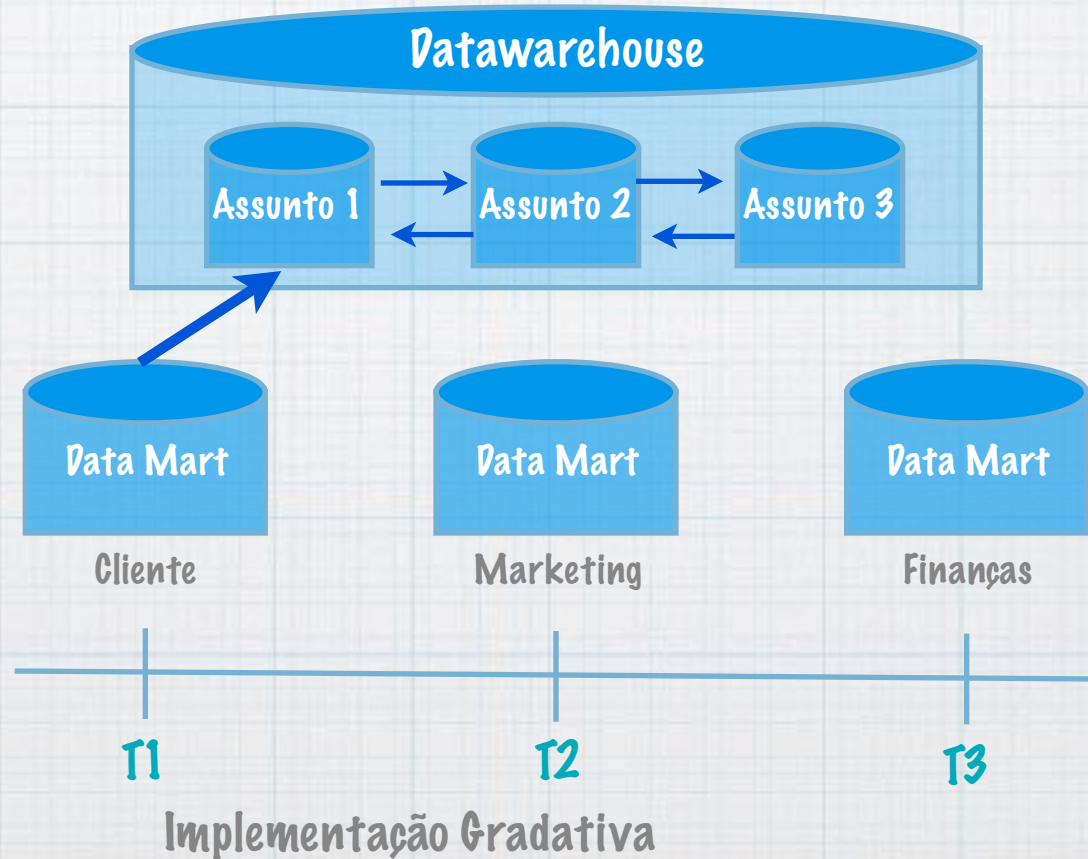 Datawarehouse
Assunto 1
Assunto 2
Assunto 3
Data Mart
Data Mart
Data Mart
Cliente
Marketing
Finanças
T1
T2
T3
Implementação Gradativa